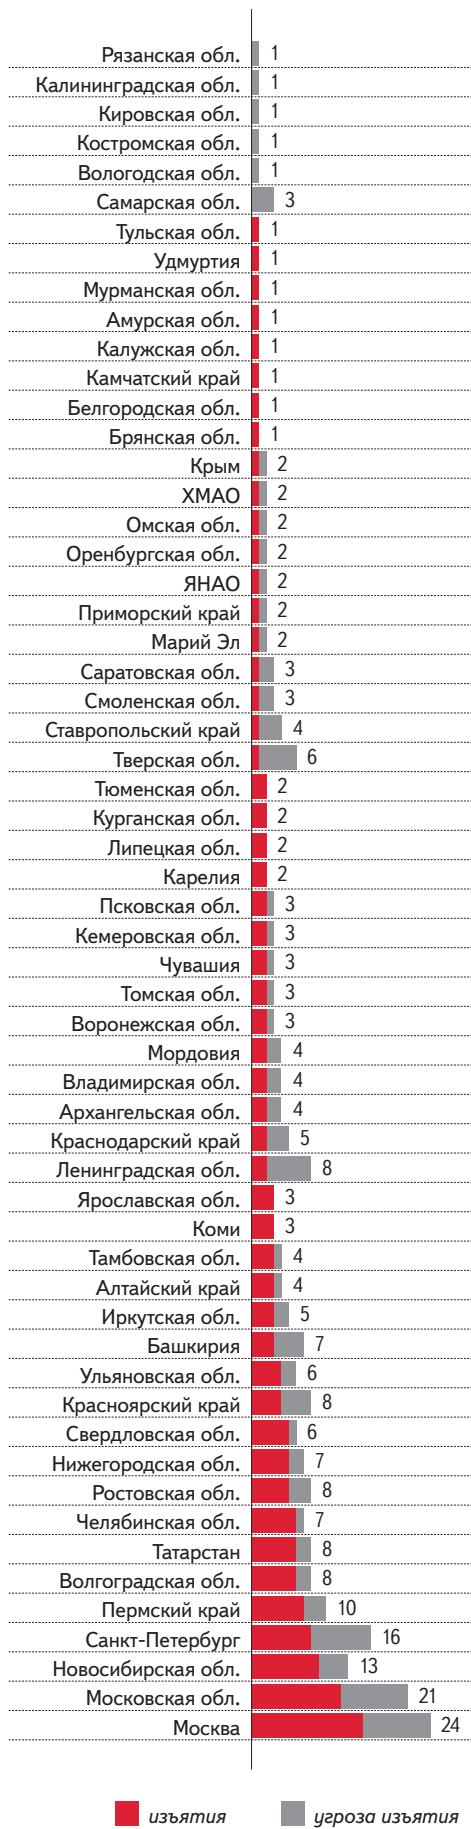 Рязанская обл. 1
Калининградская обл. 1
Кировская обл. 1
Костромская обл. 1
Вологодская обл. 1
Самарская обл. 3
Тульская обл. 1
Удмуртия 1
Мурманская обл. 1
Амурская обл. 1
Калужская обл. 1
Камчатский край 1
Белгородская обл. 1
Брянская обл. 1
Крым 2
ХМАО 2
Омская обл. 2
Оренбургская обл. 2
ЯНАО 2
Приморский край 2
Марий Эл 2
Саратовская обл. 3
Смоленская обл. 3
Ставропольский край 4
Тверская обл. 6
Тюменская обл. 2
Курганская обл. 2
Липецкая обл. 2
Карелия 2
Псковская обл. 3
Кемеровская обл. 3
Чувашия 3
Томская обл. 3
Воронежская обл. 3
Мордовия 4
Владимирская обл. 4
Архангельская обл. 4
Краснодарский край 5
Ленинградская обл. 8
Ярославская обл. 3
Коми 3
Тамбовская обл. 4
Алтайский край 4
Иркутская обл. 5
Башкирия 7
Ульяновская обл. 6
Красноярский край 8
Свердловская обл. 6
Нижегородская обл. 7
Ростовская обл. 8
Челябинская обл. 7
Татарстан 8
Волгоградская обл. 8
Пермский край 10
Санкт-Петербург 16
Новосибирская обл. 13
Московская обл. 21
Москва 24
изъятия угроза изъятия